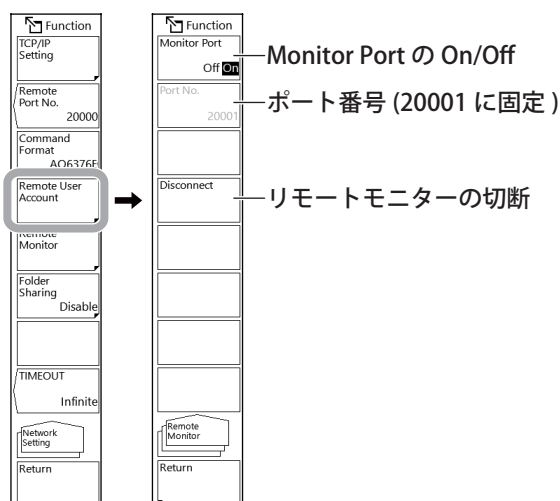 Function
TCP/IP
Setting
Remote
Port No.
20000
Command
Format
AQ6376E
Remote User
Account
Remote
Monitor
Folder
Sharing
Disable
TIMEOUT
Infinite
Network
Setting
Return
Function
Monitor Port
Off On
Port No.
20001
Disconnect
Remote
Monitor
Return
Monitor Port の On/Off
ポート番号 (20001 に固定 )
リモートモニターの切断